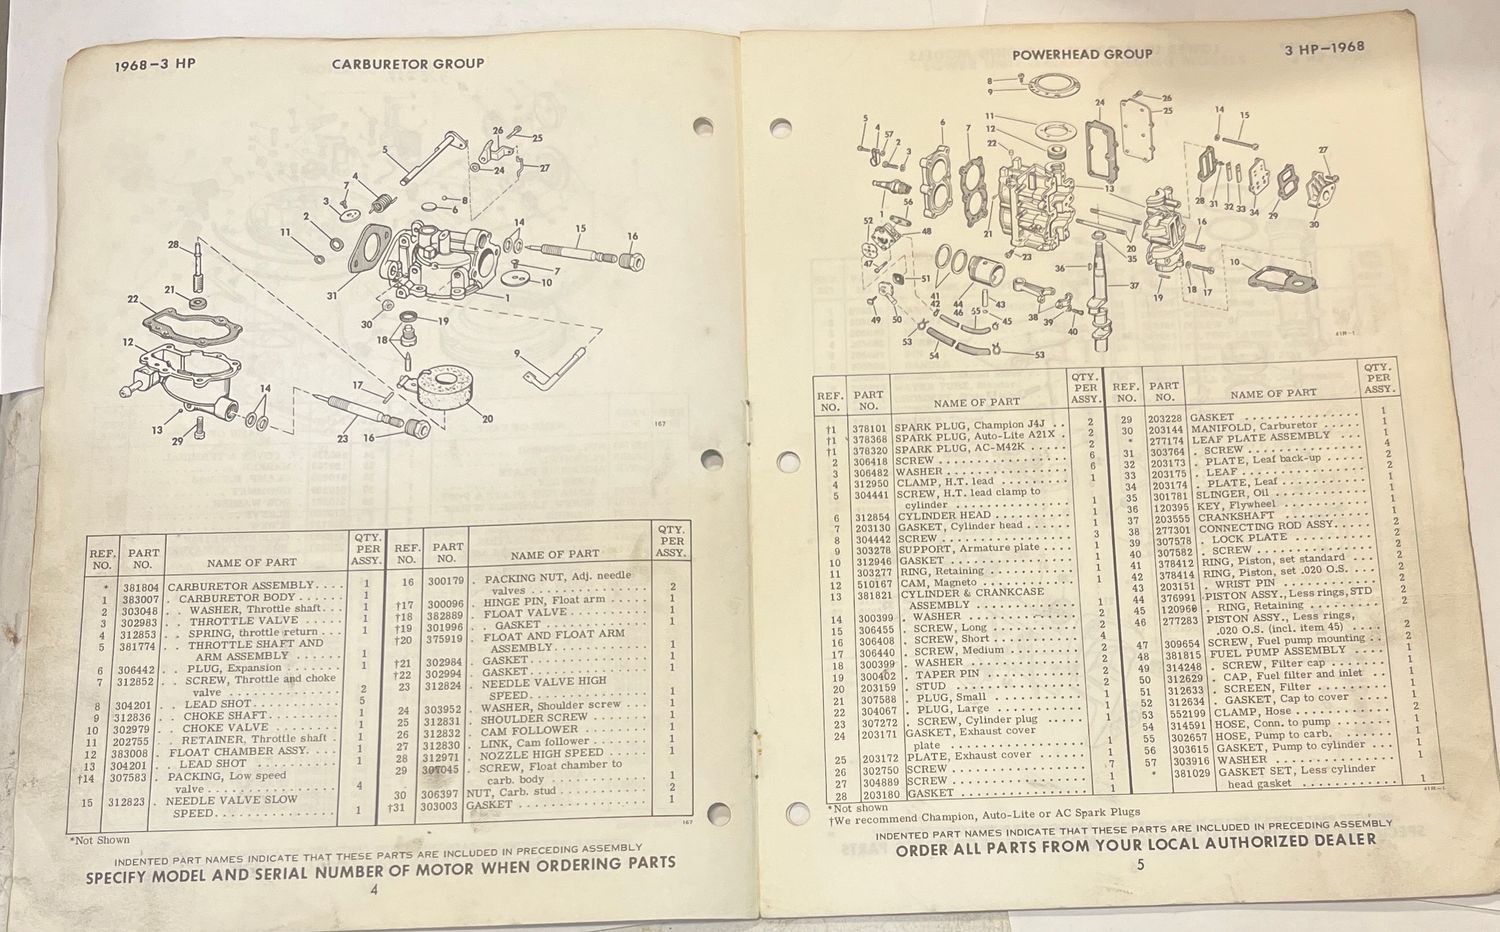 1968-3 HP
CARBURETOR GROUP
REF. NO. PART NO. NAME OF PART QTY. PER ASSY.
* 381804 CARBURETOR ASSEMBLY. . . . 1
1 383007 . CARBURETOR BODY . . . . . 1
2 303048 . . WASHER, Throttle shaft. . . 1
3 302983 . . THROTTLE VALVE . . . . . 1
4 312853 . . SPRING, throttle return . . . 1
5 381774 . . THROTTLE SHAFT AND
ARM ASSEMBLY . . . . . . 1
6 306442 . . PLUG, Expansion . . . . . . . 1
7 312852 . . SCREW, Throttle and choke
valve . . . . . . . . . . . . . 2
8 304201 . . LEAD SHOT. . . . . . . . . . 5
9 312836 . . CHOKE SHAFT. . . . . . . . . 1
10 302979 . . CHOKE VALVE . . . . . . . . 1
11 202755 . . RETAINER, Throttle shaft . 1
12 383008 . FLOAT CHAMBER ASSY. . . . 1
13 304201 . . LEAD SHOT . . . . . . . . . 1
†14 307583 . PACKING, Low speed
valve . . . . . . . . . . . . . . 4
15 312823 . NEEDLE VALVE SLOW
SPEED. . . . . . . . . . . . . . 1
REF. NO. PART NO. NAME OF PART QTY. PER ASSY.
16 300179 . PACKING NUT, Adj. needle
valves . . . . . . . . . . . . 2
†17 300096 . HINGE PIN, Float arm . . . . . 1
†18 382889 . FLOAT VALVE . . . . . . . . . 1
†19 301996 . . GASKET . . . . . . . . . . . 1
†20 375919 . FLOAT AND FLOAT ARM
ASSEMBLY. . . . . . . . . . 1
†21 302984 . GASKET. . . . . . . . . . . . . 1
†22 302994 . GASKET. . . . . . . . . . . . . 1
23 312824 . NEEDLE VALVE HIGH
SPEED. . . . . . . . . . . . . 1
24 303952 . WASHER, Shoulder screw . . . 1
25 312831 . SHOULDER SCREW . . . . . . . 1
26 312832 . CAM FOLLOWER . . . . . . . . 1
27 312830 . LINK, Cam follower . . . . . . 1
28 312971 . NOZZLE HIGH SPEED . . . . . 1
29 307045 . SCREW, Float chamber to
carb. body . . . . . . . . . . . 1
30 306397 NUT, Carb. stud . . . . . . . . . 2
†31 303003 GASKET . . . . . . . . . . . . . 1
*Not Shown
167
INDENTED PART NAMES INDICATE THAT THESE PARTS ARE INCLUDED IN PRECEDING ASSEMBLY
SPECIFY MODEL AND SERIAL NUMBER OF MOTOR WHEN ORDERING PARTS
4
POWERHEAD GROUP
3 HP-1968
REF. NO. PART NO. NAME OF PART QTY. PER ASSY.
†1 378101 SPARK PLUG, Champion J4J . . 2
†1 378368 SPARK PLUG, Auto-Lite A21X . 2
†1 378320 SPARK PLUG, AC-M42K . . . . . 2
2 306418 SCREW . . . . . . . . . . . . . . 6
3 306482 WASHER . . . . . . . . . . . . . 6
4 312950 CLAMP, H.T. lead . . . . . . . . 1
5 304441 SCREW, H.T. lead clamp to
cylinder . . . . . . . . . . . . . 1
6 312854 CYLINDER HEAD . . . . . . . . . 1
7 203130 GASKET, Cylinder head . . . . . 1
8 304442 SCREW . . . . . . . . . . . . . . 3
9 303278 SUPPORT, Armature plate . . . . 1
10 312946 GASKET . . . . . . . . . . . . . 1
11 303277 RING, Retaining . . . . . . . . . 1
12 510167 CAM, Magneto . . . . . . . . . . 1
13 381821 CYLINDER & CRANKCASE
ASSEMBLY . . . . . . . . . . . 1
14 300399 . WASHER . . . . . . . . . . . . 2
15 306455 . SCREW, Long . . . . . . . . . 2
16 306408 . SCREW, Short . . . . . . . . . 4
17 306440 . SCREW, Medium . . . . . . . . 2
18 300399 . WASHER . . . . . . . . . . . . 2
19 300402 . TAPER PIN . . . . . . . . . . 2
20 203159 . STUD . . . . . . . . . . . . . 2
21 307588 . PLUG, Small . . . . . . . . . 1
22 304067 . PLUG, Large . . . . . . . . . 1
23 307272 . SCREW, Cylinder plug . . . . . 1
24 203171 GASKET, Exhaust cover
plate . . . . . . . . . . . . . . 1
25 203172 PLATE, Exhaust cover . . . . . . 1
26 302750 SCREW . . . . . . . . . . . . . . 7
27 304889 SCREW . . . . . . . . . . . . . . 1
28 203180 GASKET . . . . . . . . . . . . . 1
REF. NO. PART NO. NAME OF PART QTY. PER ASSY.
29 203228 GASKET . . . . . . . . . . . . . 1
30 203144 MANIFOLD, Carburetor . . . . . 1
* 277174 LEAF PLATE ASSEMBLY . . . 1
31 303764 . SCREW . . . . . . . . . . . . 4
32 203173 . PLATE, Leaf back-up . . . . . 2
33 203175 . LEAF . . . . . . . . . . . . . 2
34 203174 . PLATE, Leaf . . . . . . . . . 1
35 301781 SLINGER, Oil . . . . . . . . . . 1
36 120395 KEY, Flywheel . . . . . . . . . 1
37 203555 CRANKSHAFT . . . . . . . . . . 1
38 277301 CONNECTING ROD ASSY. . . . . 2
39 307578 . LOCK PLATE . . . . . . . . .
40 307582 . SCREW . . . . . . . . . . . .
41 378412 RING, Piston, set standard . . . 2
42 378414 RING, Piston, set .020 O.S. . . . 2
43 203151 WRIST PIN . . . . . . . . . . . 2
44 376991 PISTON ASSY., Less rings, STD 2
45 120960 . RING, Retaining . . . . . . .
46 277283 PISTON ASSY., Less rings,
.020 O.S. (incl. item 45) . . . . 2
47 309654 SCREW, Fuel pump mounting . . 2
48 381815 FUEL PUMP ASSEMBLY . . . . 1
49 314248 . SCREW, Filter cap . . . . . . 1
50 312629 . CAP, Fuel filter and inlet . . 1
51 312633 . SCREEN, Filter . . . . . . . . 1
52 312634 . GASKET, Cap to cover . . . . 1
53 552199 CLAMP, Hose . . . . . . . . . . 2
54 314591 HOSE, Conn. to pump . . . . . . 1
55 302657 HOSE, Pump to carb. . . . . . . 1
56 303615 GASKET, Pump to cylinder . . . 1
57 303916 WASHER . . . . . . . . . . . . . 1
* 381029 GASKET SET, Less cylinder
head gasket . . . . . . . . . . . 1
*Not shown
†We recommend Champion, Auto-Lite or AC Spark Plugs
INDENTED PART NAMES INDICATE THAT THESE PARTS ARE INCLUDED IN PRECEDING ASSEMBLY
ORDER ALL PARTS FROM YOUR LOCAL AUTHORIZED DEALER
5